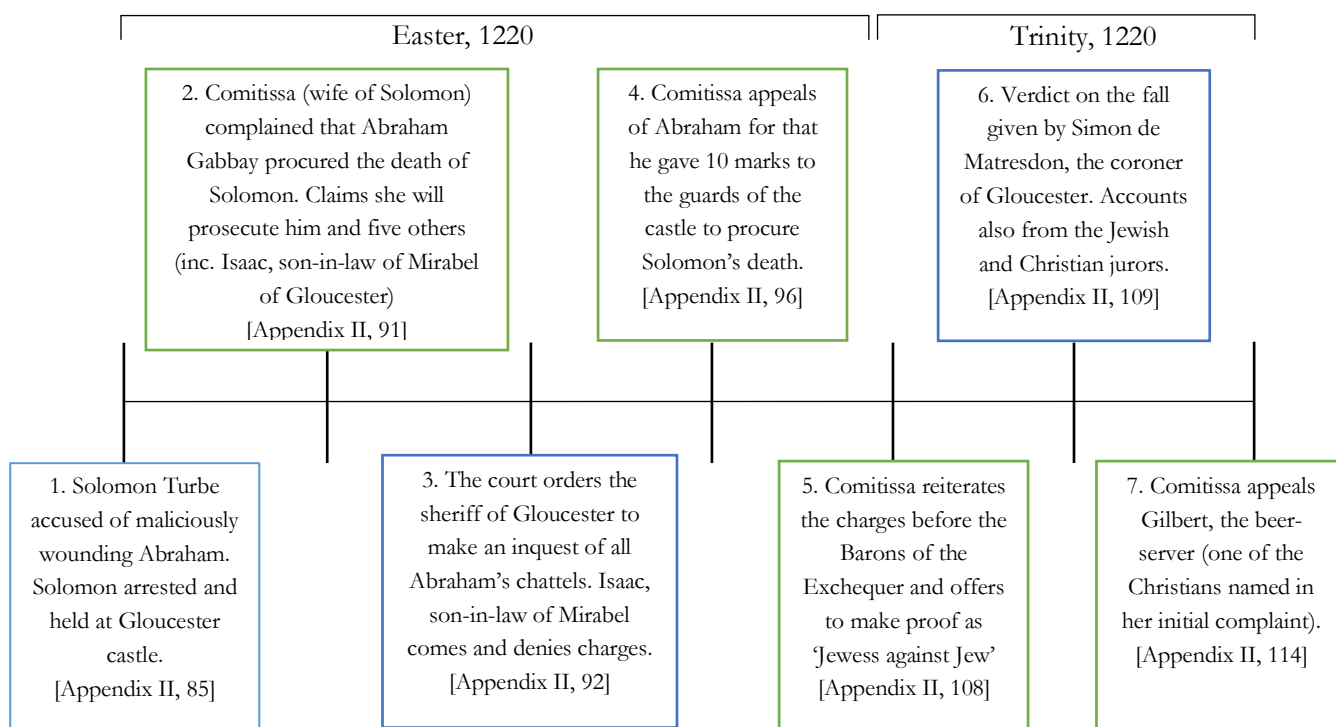 Easter, 1220
Trinity, 1220
2. Comitissa (wife of Solomon)
complained that Abraham
Gabbay procured the death of
Solomon. Claims she will
prosecute him and five others
(inc. Isaac, son-in-law of Mirabel
of Gloucester)
[Appendix II, 91]
4. Comitissa appeals
of Abraham for that
he gave 10 marks to
the guards of the
castle to procure
Solomon’s death.
[Appendix II, 96]
6. Verdict on the fall
given by Simon de
Matresdon, the coroner
of Gloucester. Accounts
also from the Jewish
and Christian jurors.
[Appendix II, 109]
1. Solomon Turbe
accused of maliciously
wounding Abraham.
Solomon arrested and
held at Gloucester
castle.
[Appendix II, 85]
3. The court orders the
sheriff of Gloucester to
make an inquest of all
Abraham’s chattels. Isaac,
son-in-law of Mirabel
comes and denies charges.
[Appendix II, 92]
5. Comitissa reiterates
the charges before the
Barons of the
Exchequer and offers
to make proof as
‘Jewess against Jew’
[Appendix II, 108]
7. Comitissa appeals
Gilbert, the beer-
server (one of the
Christians named in
her initial complaint).
[Appendix II, 114]